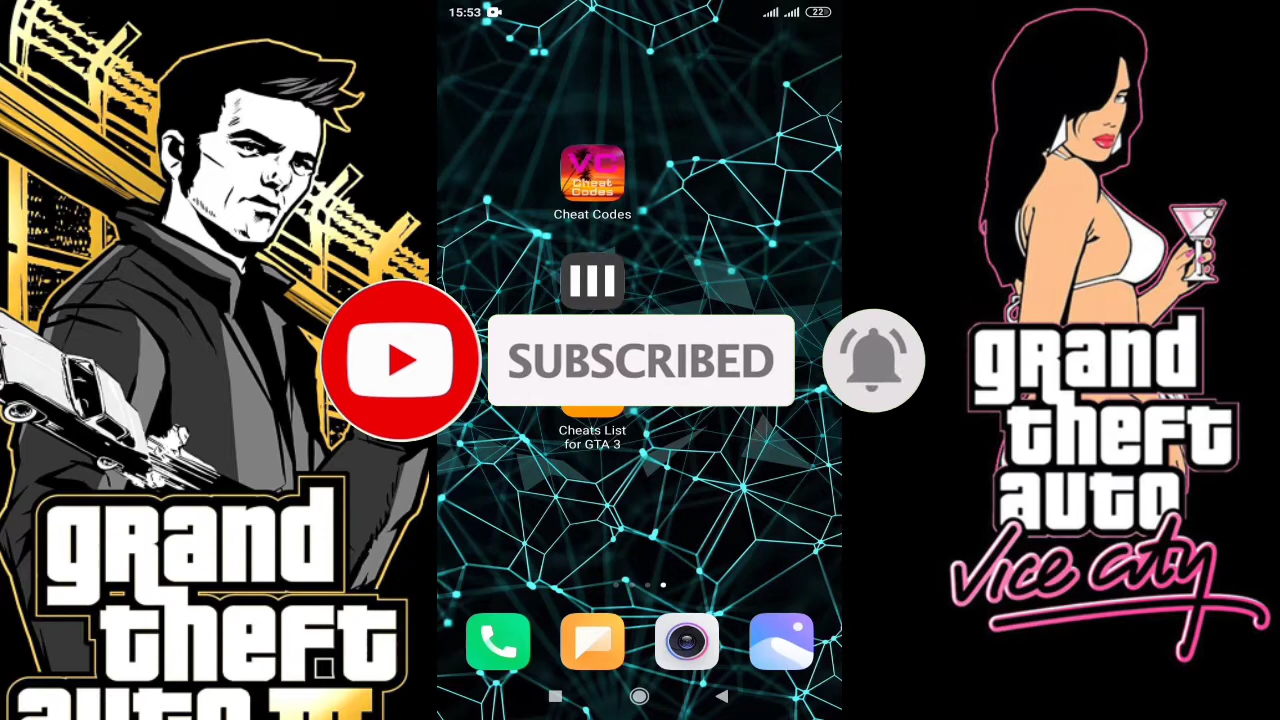 15:53
22
VC
Cheat
Codes
Cheat Codes
SUBSCRIBED
Cheats List
for GTA 3
grand
theft
auto
III
grand
theft
auto
vice city